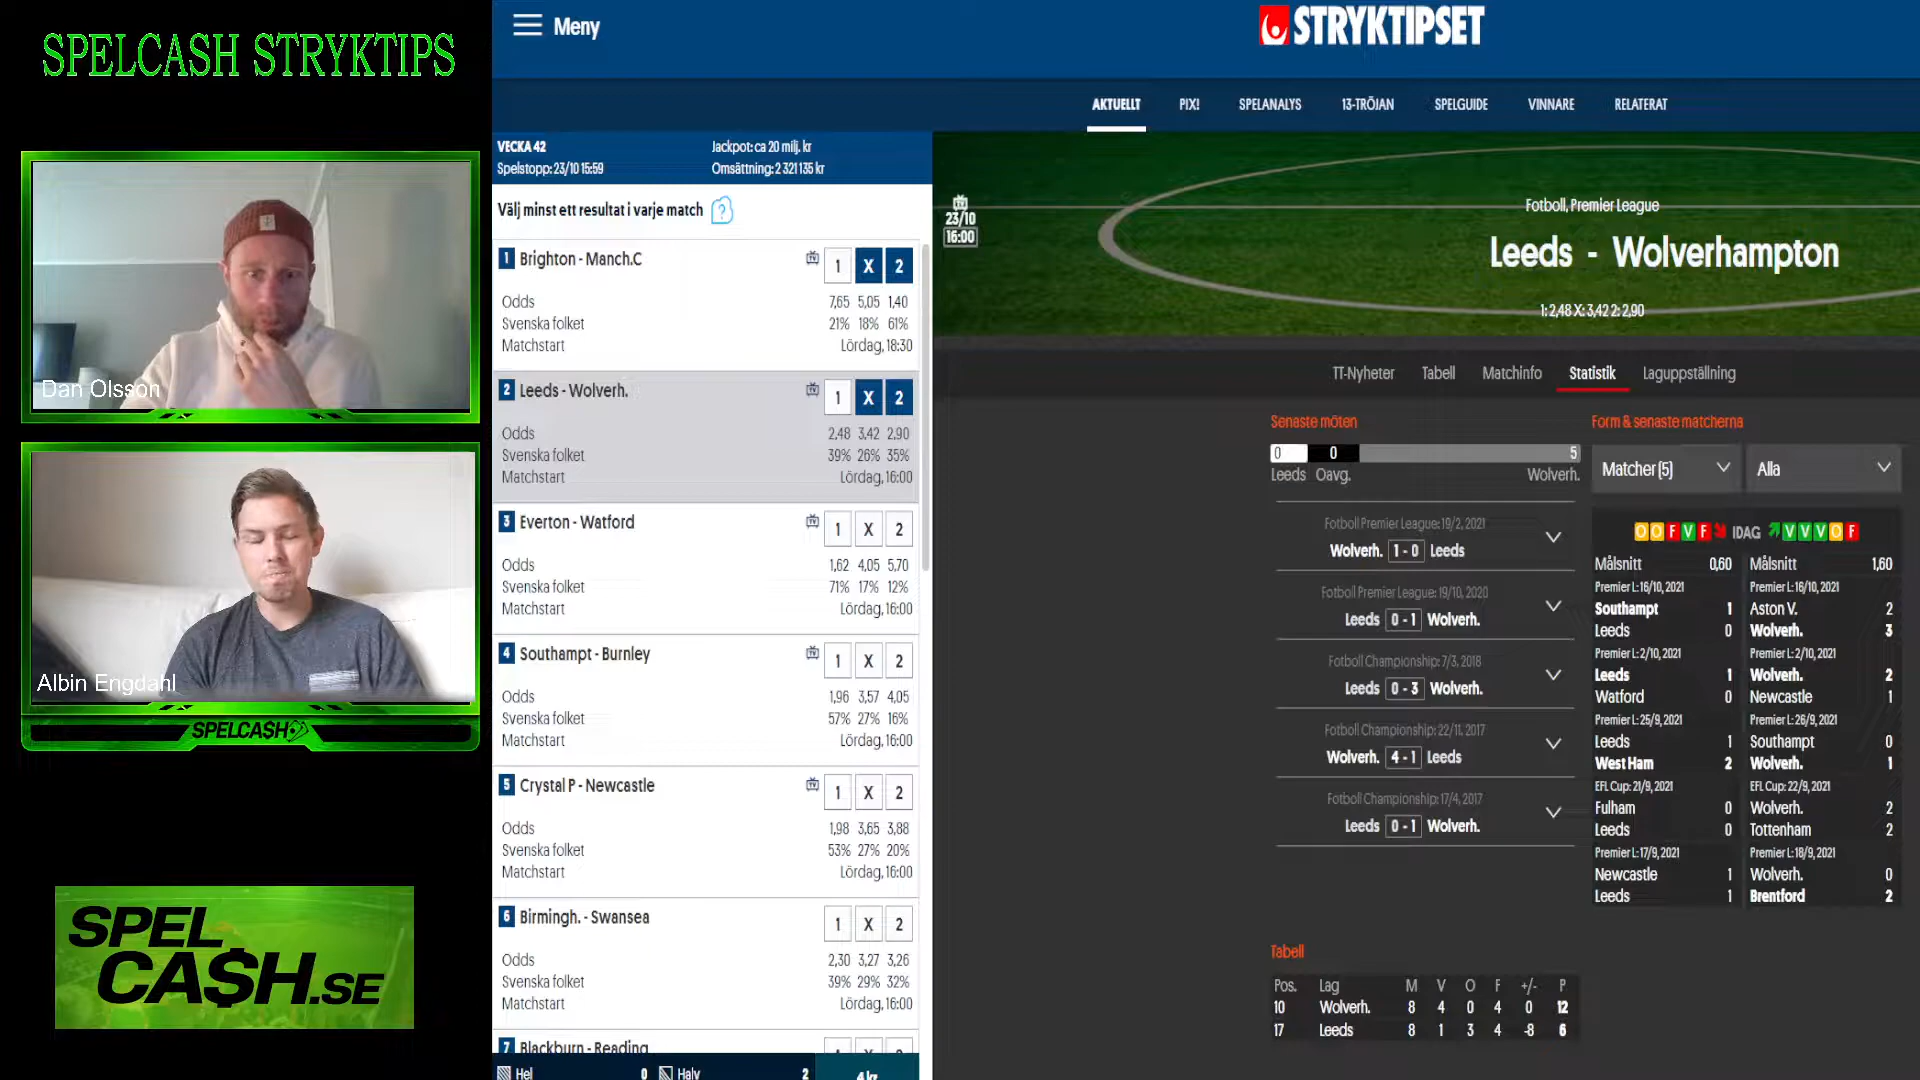 SPELCASH STRYKTIPS
Dan Olsson
Albin Engdahl
SPELCA$H
SPEL
CA$H.SE
Meny
STRYKTIPSET
AKTUELLT PIX! SPELANALYS 13-TRÖJAN SPELGUIDE VINNARE RELATERAT
VECKA 42 Jackpot: ca 20 milj. kr
Spelstopp: 23/10 15:59 Omsättning: 2 321 135 kr
Välj minst ett resultat i varje match ?
1 Brighton - Manch.C 1 X 2
Odds 7,65 5,05 1,40
Svenska folket 21% 18% 61%
Matchstart Lördag, 18:30
2 Leeds - Wolverh. 1 X 2
Odds 2,48 3,42 2,90
Svenska folket 39% 26% 35%
Matchstart Lördag, 16:00
3 Everton - Watford 1 X 2
Odds 1,62 4,05 5,70
Svenska folket 71% 17% 12%
Matchstart Lördag, 16:00
4 Southampt - Burnley 1 X 2
Odds 1,96 3,57 4,05
Svenska folket 57% 27% 16%
Matchstart Lördag, 16:00
5 Crystal P - Newcastle 1 X 2
Odds 1,98 3,65 3,88
Svenska folket 53% 27% 20%
Matchstart Lördag, 16:00
6 Birmingh. - Swansea 1 X 2
Odds 2,30 3,27 3,26
Svenska folket 39% 29% 32%
Matchstart Lördag, 16:00
7 Blackburn - Reading
Hel 0 Halv 2 4 kr
23/10
16:00
Fotboll, Premier League
Leeds - Wolverhampton
1: 2,48 X: 3,42 2: 2,90
TT-Nyheter Tabell Matchinfo Statistik Laguppställning
Senaste möten
0 0 5
Leeds Oavg. Wolverh.
Fotboll Premier League: 19/2, 2021
Wolverh. 1 - 0 Leeds
Fotboll Premier League: 19/10, 2020
Leeds 0 - 1 Wolverh.
Fotboll Championship: 7/3, 2018
Leeds 0 - 3 Wolverh.
Fotboll Championship: 22/11, 2017
Wolverh. 4 - 1 Leeds
Fotboll Championship: 17/4, 2017
Leeds 0 - 1 Wolverh.
Form & senaste matcherna
Matcher (5) Alla
O O F V F IDAG V V V O F
Målsnitt 0,60 Målsnitt 1,60
Premier L: 16/10, 2021 Premier L: 16/10, 2021
Southampt 1 Aston V. 2
Leeds 0 Wolverh. 3
Premier L: 2/10, 2021 Premier L: 2/10, 2021
Leeds 1 Wolverh. 2
Watford 0 Newcastle 1
Premier L: 25/9, 2021 Premier L: 26/9, 2021
Leeds 1 Southampt 0
West Ham 2 Wolverh. 1
EFL Cup: 21/9, 2021 EFL Cup: 22/9, 2021
Fulham 0 Wolverh. 2
Leeds 0 Tottenham 2
Premier L: 17/9, 2021 Premier L: 18/9, 2021
Newcastle 1 Wolverh. 0
Leeds 1 Brentford 2
Tabell
Pos. Lag M V O F +/- P
10 Wolverh. 8 4 0 4 0 12
17 Leeds 8 1 3 4 -8 6